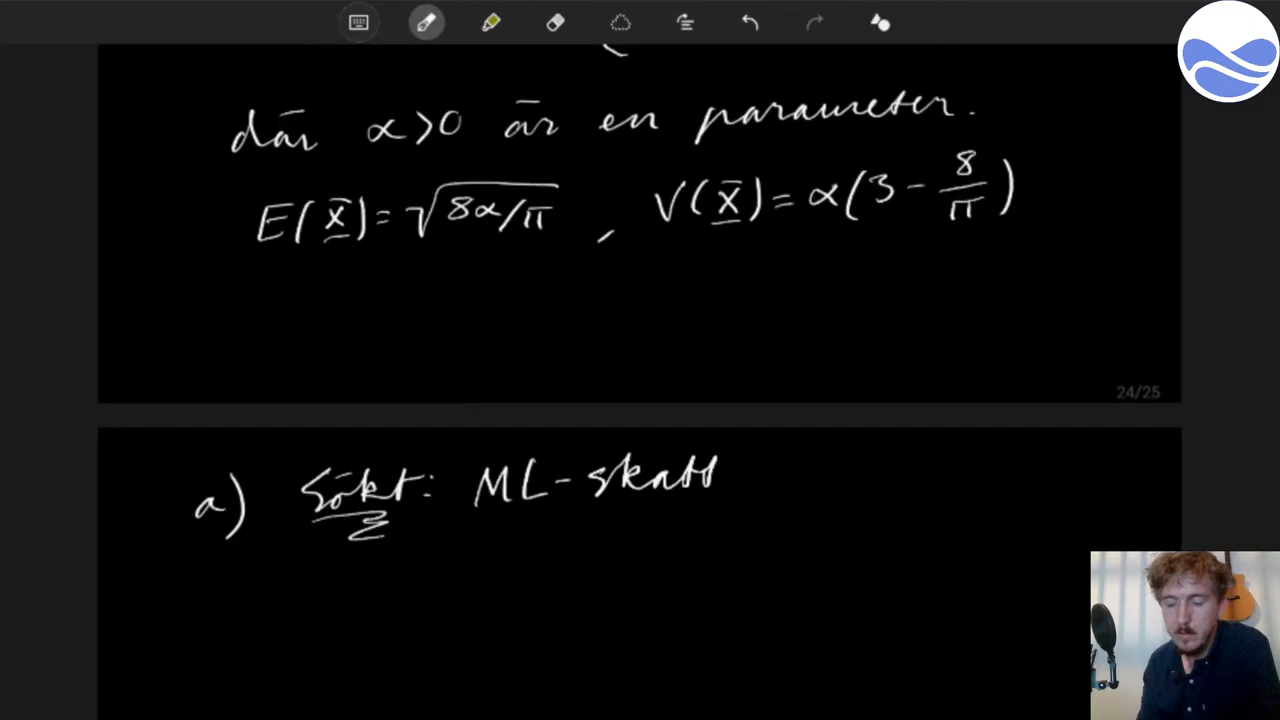 där α>0 är en parameter.
E(X)=√8α/π , V(X)=α(3-8/π)
24/25
a) Sökt: ML-skatt